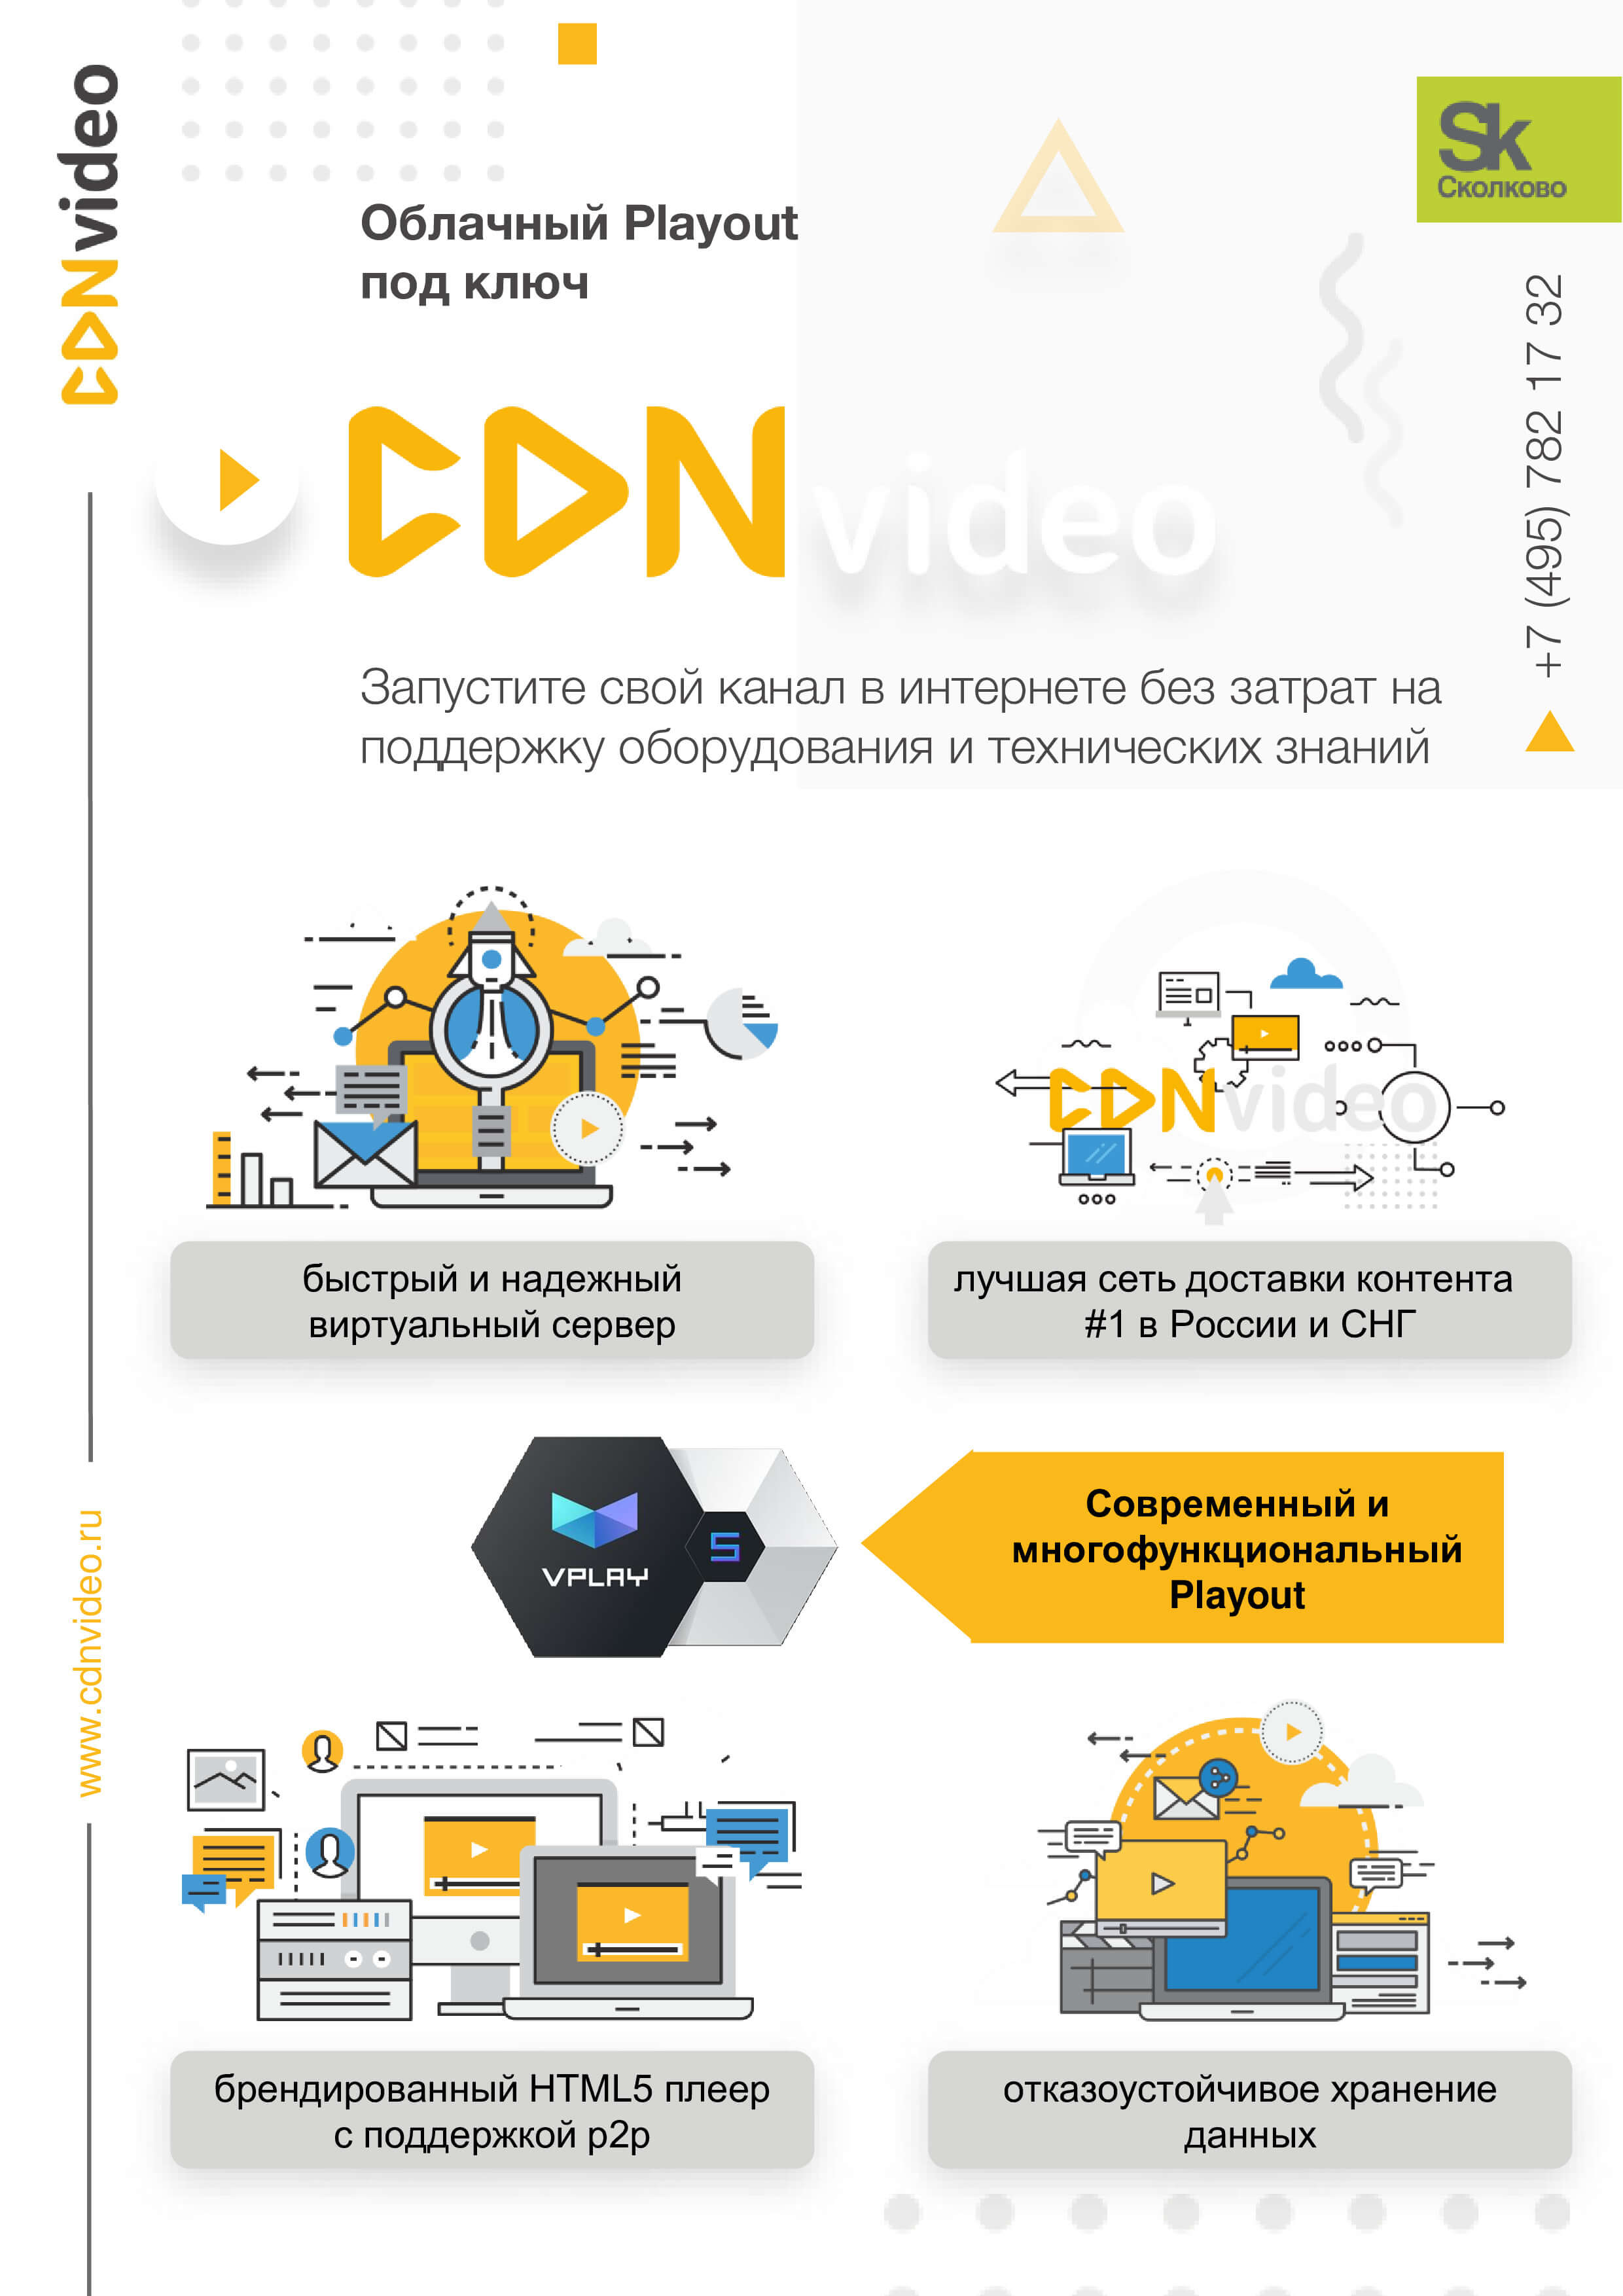 CDNvideo
Sk
Сколково
Облачный Playout
под ключ
+7 (495) 782 17 32
CDNvideo
Запустите свой канал в интернете без затрат на
поддержку оборудования и технических знаний
CDNvideo
быстрый и надежный
виртуальный сервер
лучшая сеть доставки контента
#1 в России и СНГ
VPLAY
5
Современный и
многофункциональный
Playout
www.cdnvideo.ru
брендированный HTML5 плеер
с поддержкой p2p
отказоустойчивое хранение
данных